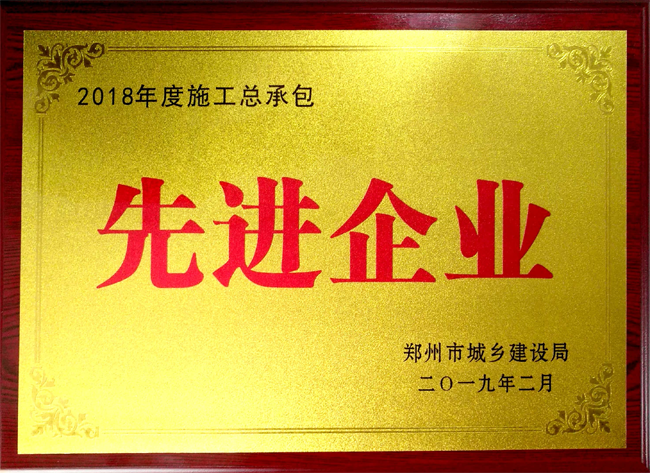 2018年度施工总承包
先进企业
郑州市城乡建设局
二〇一九年二月